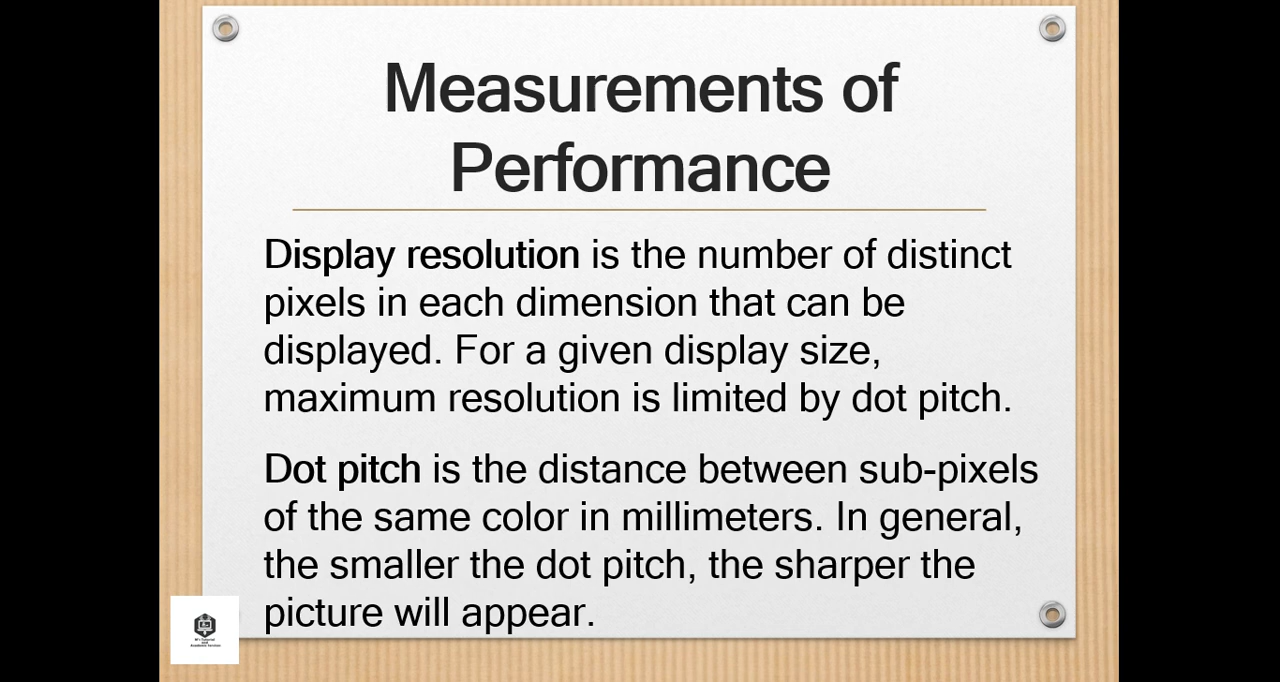 Measurements of
Performance
Display resolution is the number of distinct
pixels in each dimension that can be
displayed. For a given display size,
maximum resolution is limited by dot pitch.
Dot pitch is the distance between sub-pixels
of the same color in millimeters. In general,
the smaller the dot pitch, the sharper the
picture will appear.
and